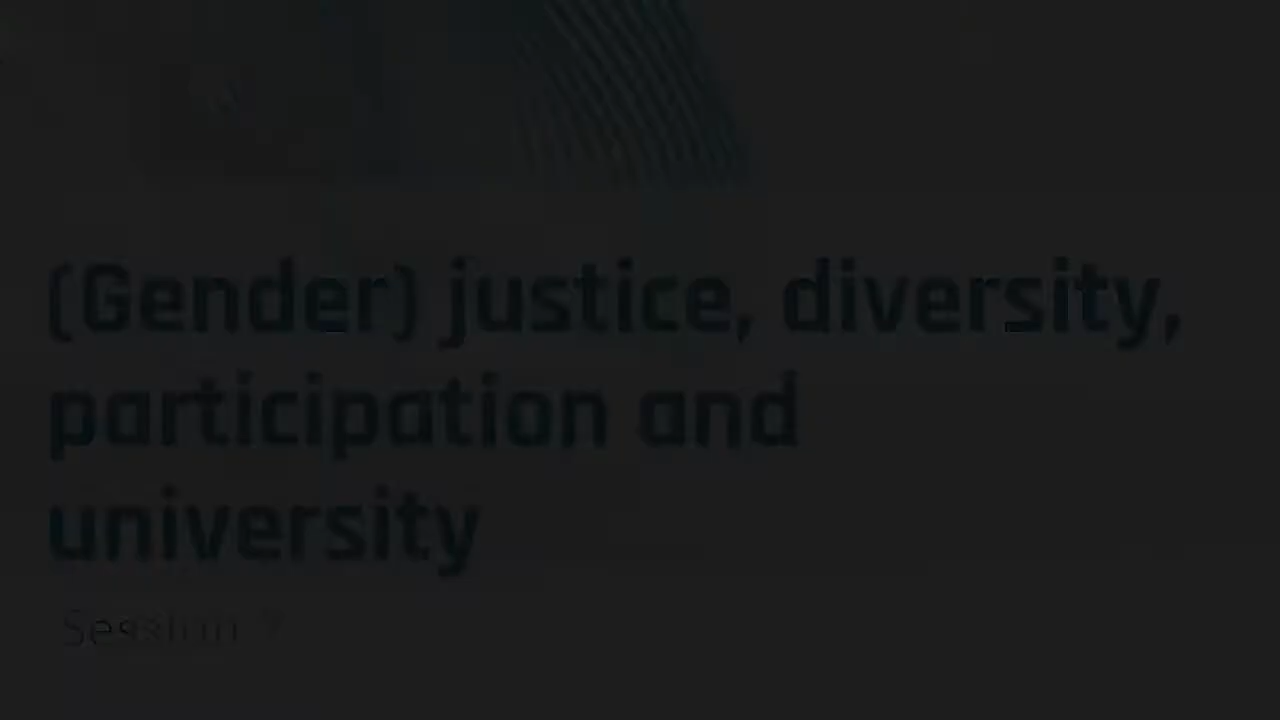 (Gender) justice, diversity,
participation and
university
Session